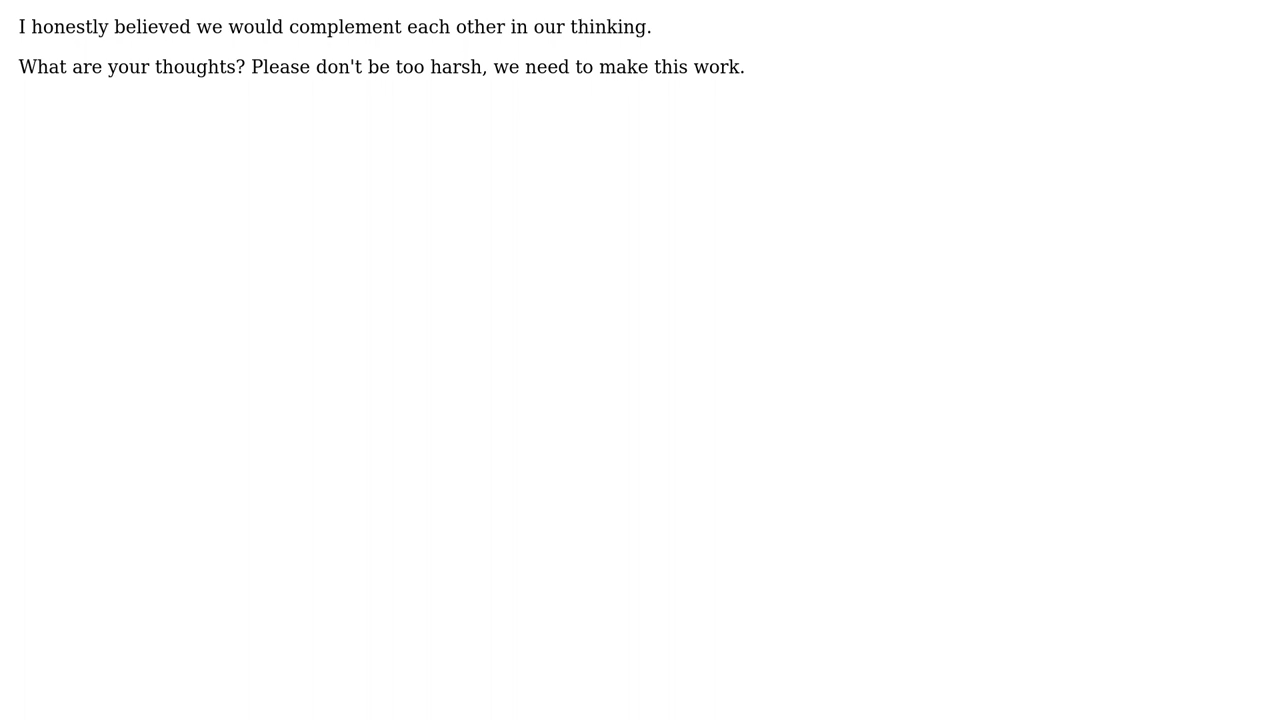 I honestly believed we would complement each other in our thinking.
What are your thoughts? Please don't be too harsh, we need to make this work.